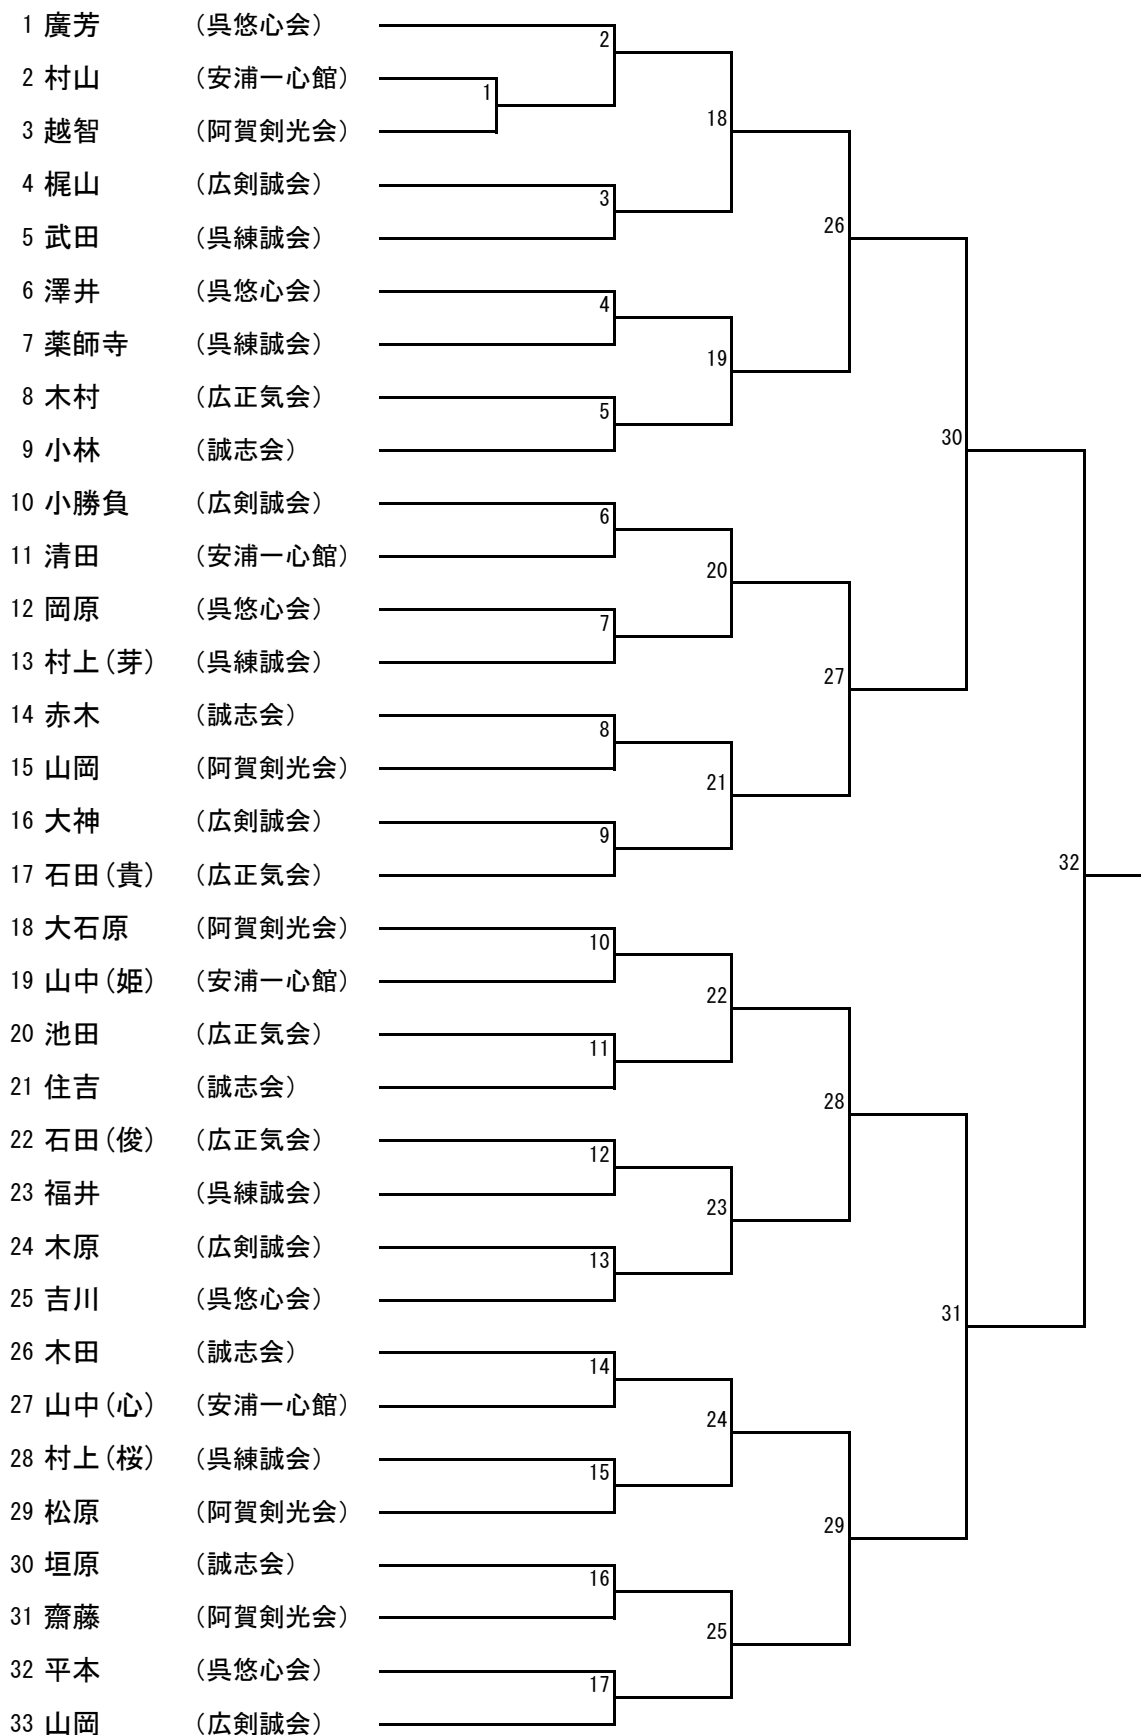 1 廣芳 （呉悠心会）
2
2 村山 （安浦一心館）
1
18
3 越智 （阿賀剣光会）
4 梶山 （広剣誠会）
3
26
5 武田 （呉練誠会）
6 澤井 （呉悠心会）
4
7 薬師寺 （呉練誠会）
19
8 木村 （広正気会）
5
30
9 小林 （誠志会）
10 小勝負 （広剣誠会）
6
11 清田 （安浦一心館）
20
12 岡原 （呉悠心会）
7
13 村上（芽） （呉練誠会）
27
14 赤木 （誠志会）
8
15 山岡 （阿賀剣光会）
21
16 大神 （広剣誠会）
9
32
17 石田（貴） （広正気会）
18 大石原 （阿賀剣光会）
10
19 山中（姫） （安浦一心館）
22
20 池田 （広正気会）
11
21 住吉 （誠志会）
28
22 石田（俊） （広正気会）
12
23 福井 （呉練誠会）
23
24 木原 （広剣誠会）
13
25 吉川 （呉悠心会）
31
26 木田 （誠志会）
14
27 山中（心） （安浦一心館）
24
28 村上（桜） （呉練誠会）
15
29 松原 （阿賀剣光会）
29
30 垣原 （誠志会）
16
31 齋藤 （阿賀剣光会）
25
32 平本 （呉悠心会）
17
33 山岡 （広剣誠会）